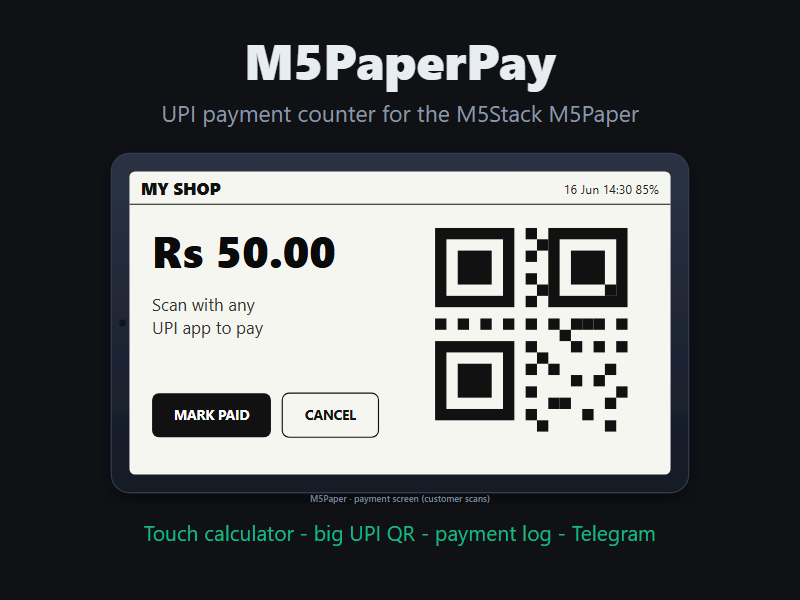 M5PaperPay
UPI payment counter for the M5Stack M5Paper
MY SHOP
16 Jun 14:30 85%
Rs 50.00
Scan with any
UPI app to pay
MARK PAID
CANCEL
M5Paper · payment screen (customer scans)
Touch calculator - big UPI QR - payment log - Telegram